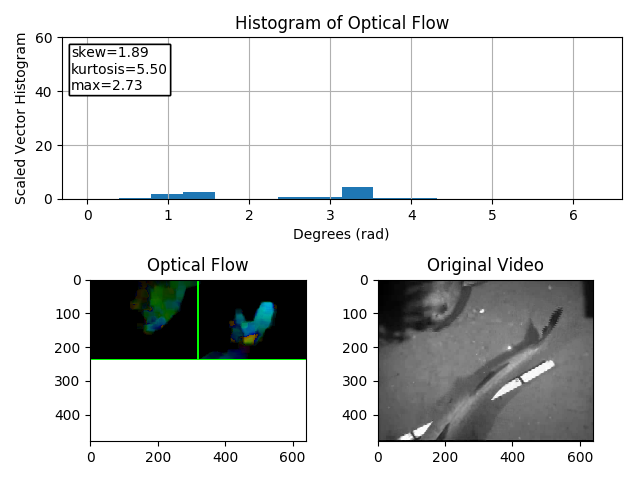 Histogram of Optical Flow
skew=1.89
kurtosis=5.50
max=2.73
Scaled Vector Histogram
60
40
20
0
0 1 2 3 4 5 6
Degrees (rad)
Optical Flow
0
100
200
300
400
0 200 400 600
Original Video
0
100
200
300
400
0 200 400 600